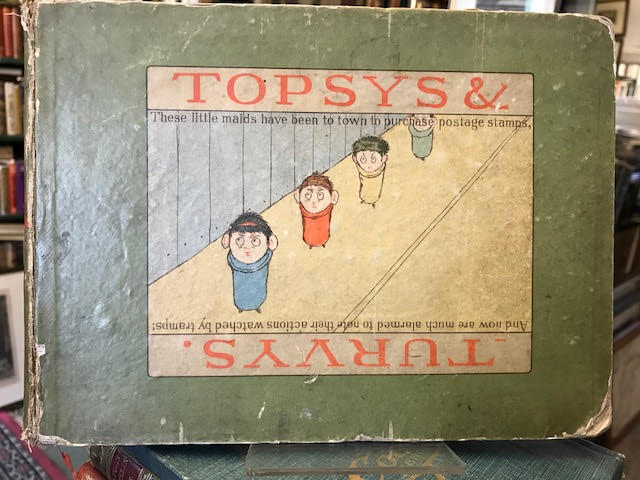 TOPSYS &
These little maids have been to town to purchase postage stamps,
And now are much alarmed to note their actions watched by tramps;
TURVYS.